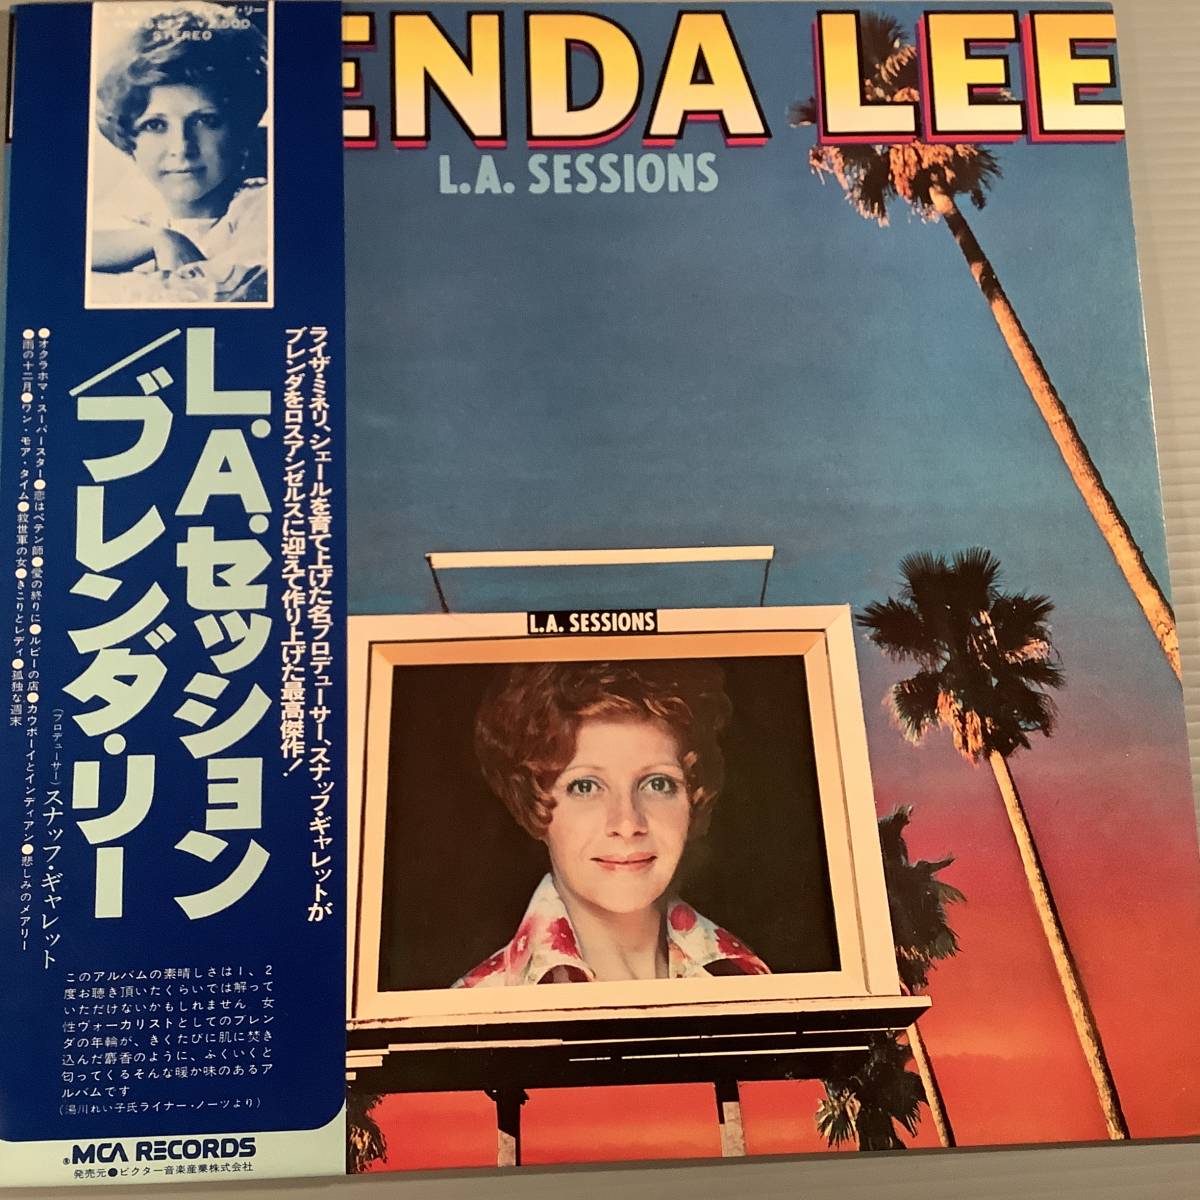 ENDA LEE
L.A. SESSIONS
L.A. SESSIONS
¥2,500
STEREO
L.A.セッション
/ブレンダ・リー
ライザ・ミネリ、シェールを育て上げた名プロデューサー、スナッフ・ギャレットが
ブレンダをロスアンゼルスに迎えて作り上げた最高傑作!
(プロデューサー)スナッフ・ギャレット
●オクラホマ・スーパースター●恋はペテン師●愛の終りに●ルビーの店●カウボーイとインディアン●悲しみのメアリー
●雨の十二月●ワン・モア・タイム●救世軍の女●きこりとレディ●孤独な週末
このアルバムの素晴しさは1、2
度お聴き頂いたくらいでは解って
いただけないかもしれません 女
性ヴォーカリストとしてのブレン
ダの年輪が、きくたびに肌に焚き
込んだ麝香のように、ふくいくと
匂ってくるそんな暖か味のあるア
ルバムです
(湯川れい子氏ライナー・ノーツより)
MCA RECORDS
発売元●ビクター音楽産業株式会社